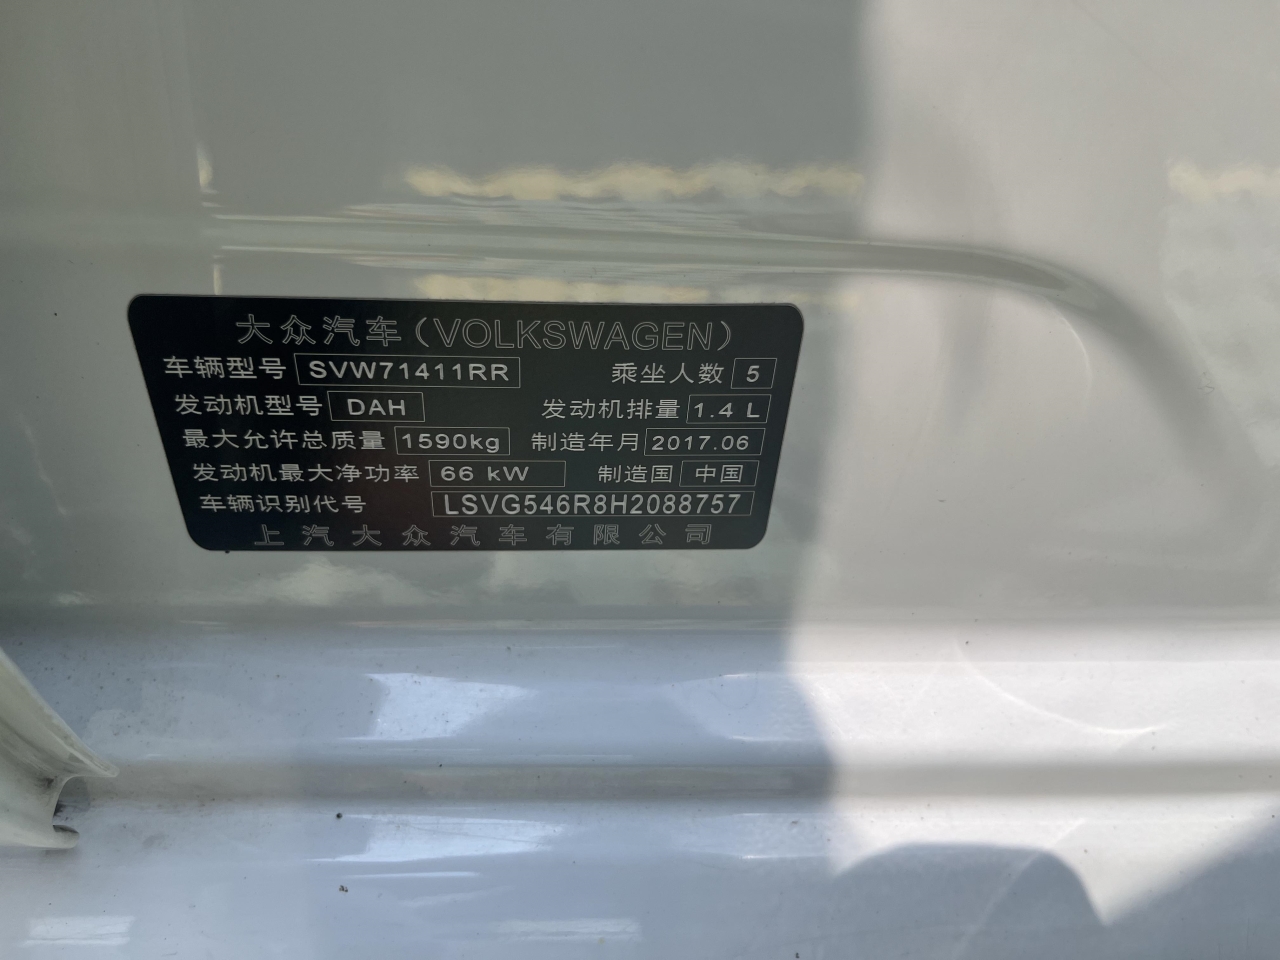 大众汽车(VOLKSWAGEN)
车辆型号 SVW71411RR 乘坐人数 5
发动机型号 DAH 发动机排量 1.4 L
最大允许总质量 1590kg 制造年月 2017.06
发动机最大净功率 66 kW 制造国 中国
车辆识别代号 LSVG546R8H2088757
上汽大众汽车有限公司